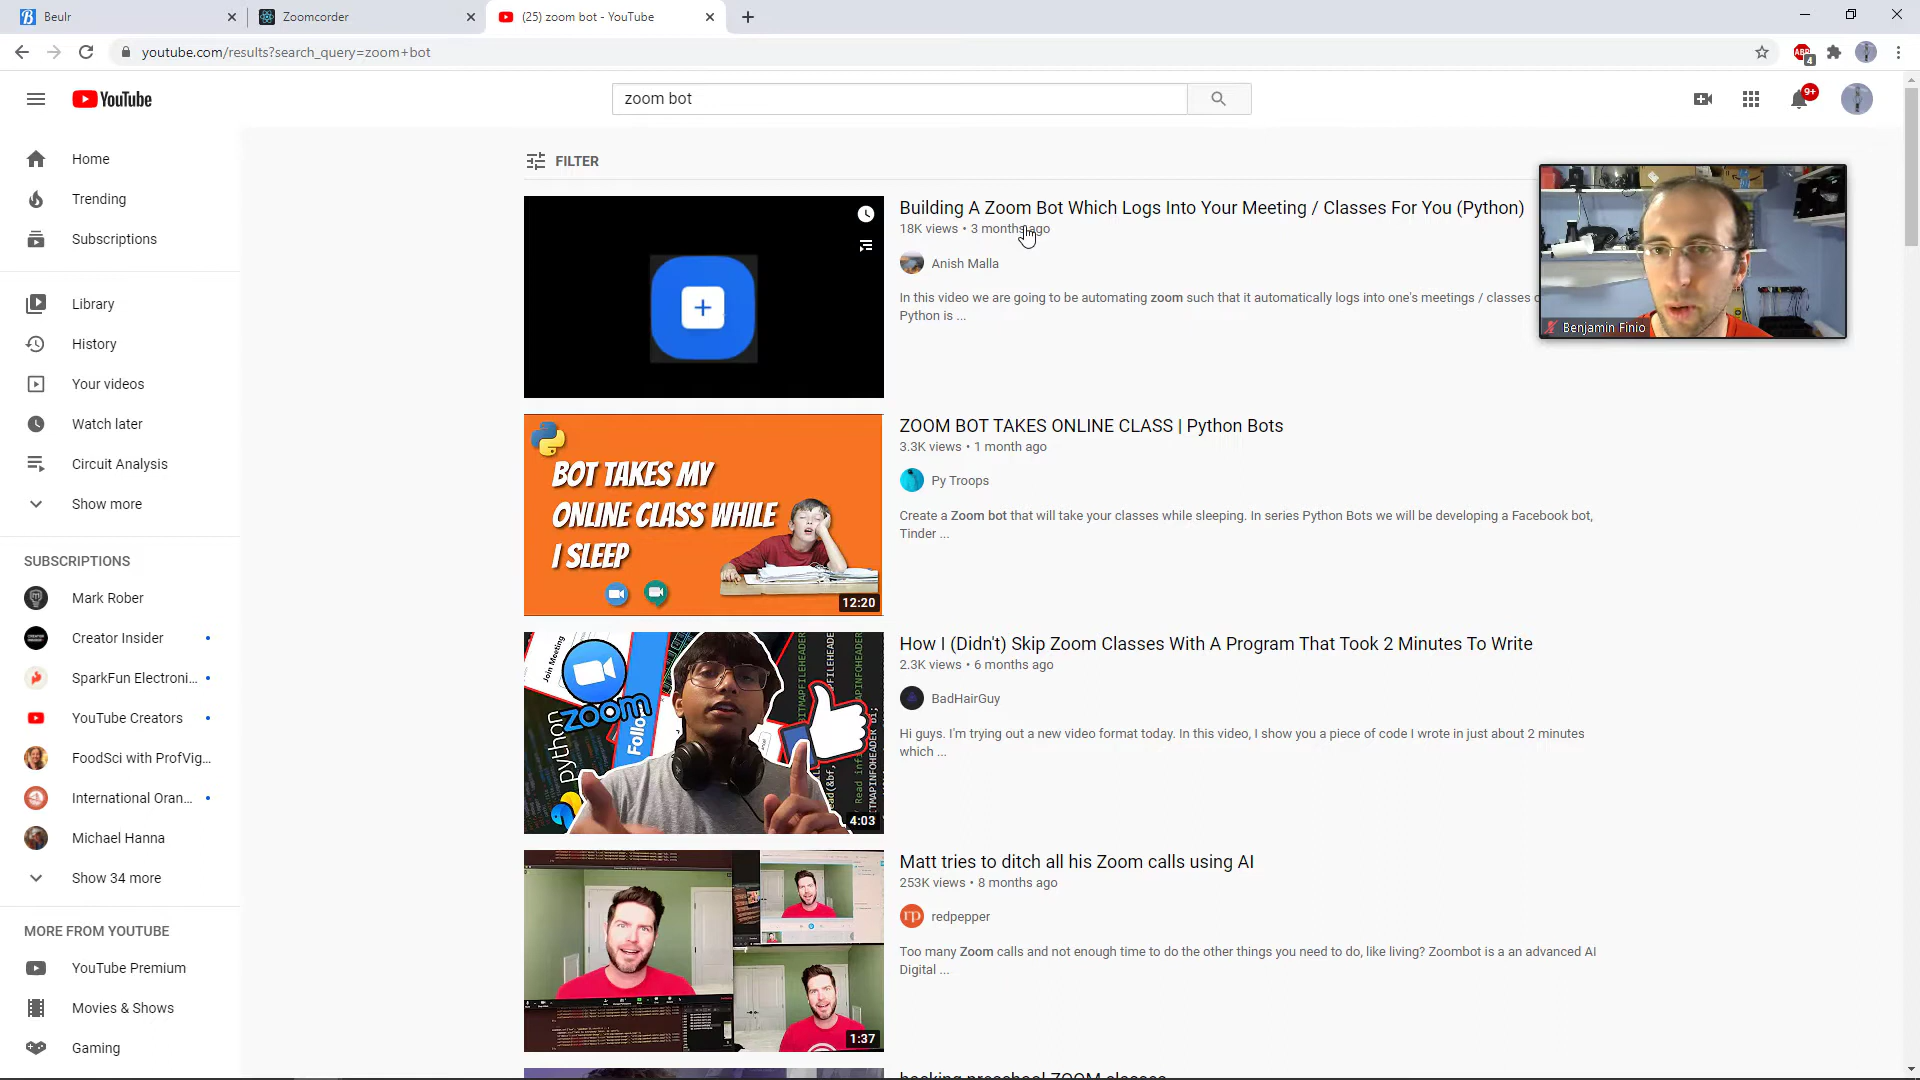 Beulr
Zoomcorder
(25) zoom bot - YouTube
youtube.com/results?search_query=zoom+bot
4
YouTube
zoom bot
9+
Home
Trending
Subscriptions
Library
History
Your videos
Watch later
Circuit Analysis
Show more
SUBSCRIPTIONS
Mark Rober
Creator Insider
SparkFun Electroni...
YouTube Creators
FoodSci with ProfVig...
International Oran...
Michael Hanna
Show 34 more
MORE FROM YOUTUBE
YouTube Premium
Movies & Shows
Gaming
FILTER
Building A Zoom Bot Which Logs Into Your Meeting / Classes For You (Python)
18K views • 3 months ago
Anish Malla
In this video we are going to be automating zoom such that it automatically logs into one's meetings / classes
Python is ...
Benjamin Finio
BOT TAKES MY
ONLINE CLASS WHILE
I SLEEP
12:20
ZOOM BOT TAKES ONLINE CLASS | Python Bots
3.3K views • 1 month ago
Py Troops
Create a Zoom bot that will take your classes while sleeping. In series Python Bots we will be developing a Facebook bot,
Tinder ...
Join Meeting
zoom
python
Follo
4:03
How I (Didn't) Skip Zoom Classes With A Program That Took 2 Minutes To Write
2.3K views • 6 months ago
BadHairGuy
Hi guys. I'm trying out a new video format today. In this video, I show you a piece of code I wrote in just about 2 minutes
which ...
1:37
Matt tries to ditch all his Zoom calls using AI
253K views • 8 months ago
rp
redpepper
Too many Zoom calls and not enough time to do the other things you need to do, like living? Zoombot is a an advanced AI
Digital ...
hacking preschool ZOOM classes